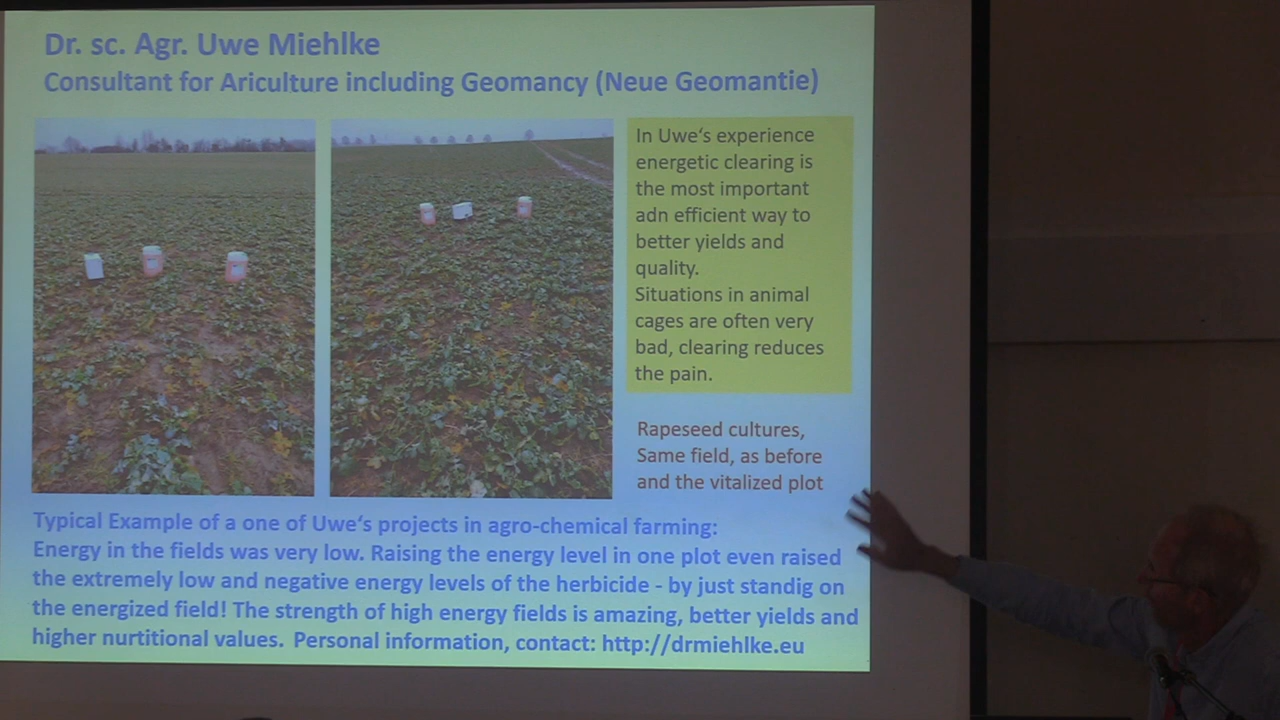 Dr. sc. Agr. Uwe Miehlke
Consultant for Ariculture including Geomancy (Neue Geomantie)
In Uwe‘s experience
energetic clearing is
the most important
adn efficient way to
better yields and
quality.
Situations in animal
cages are often very
bad, clearing reduces
the pain.
Rapeseed cultures,
Same field, as before
and the vitalized plot
Typical Example of a one of Uwe‘s projects in agro-chemical farming:
Energy in the fields was very low. Raising the energy level in one plot even raised
the extremely low and negative energy levels of the herbicide - by just standig on
the energized field! The strength of high energy fields is amazing, better yields and
higher nurtitional values. Personal information, contact: http://drmiehlke.eu